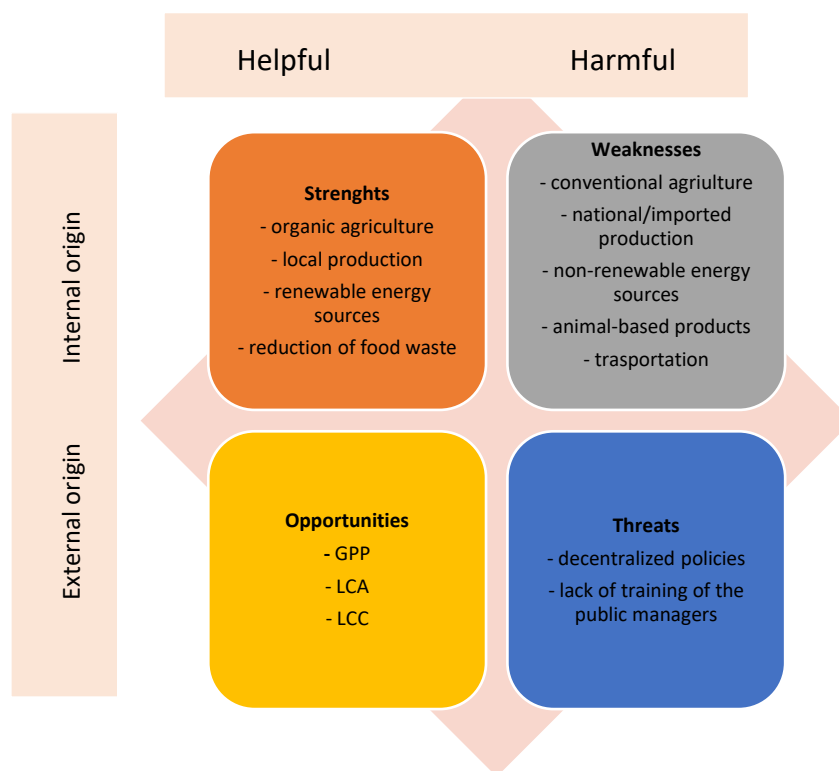 Helpful
Harmful
Internal origin
External origin
Strenghts
- organic agriculture
- local production
- renewable energy
sources
- reduction of food waste
Weaknesses
- conventional agriulture
- national/imported
production
- non-renewable energy
sources
- animal-based products
- trasportation
Opportunities
- GPP
- LCA
- LCC
Threats
- decentralized policies
- lack of training of the
public managers